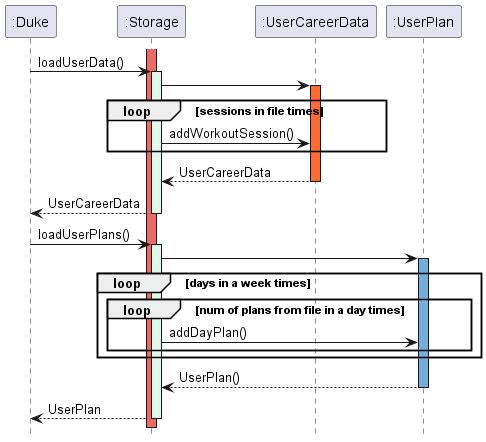 :Duke
:Storage
:UserCareerData
:UserPlan
loadUserData()
loop
[sessions in file times]
addWorkoutSession()
UserCareerData
UserCareerData
loadUserPlans()
loop
[days in a week times]
loop
[num of plans from file in a day times]
addDayPlan()
UserPlan()
UserPlan